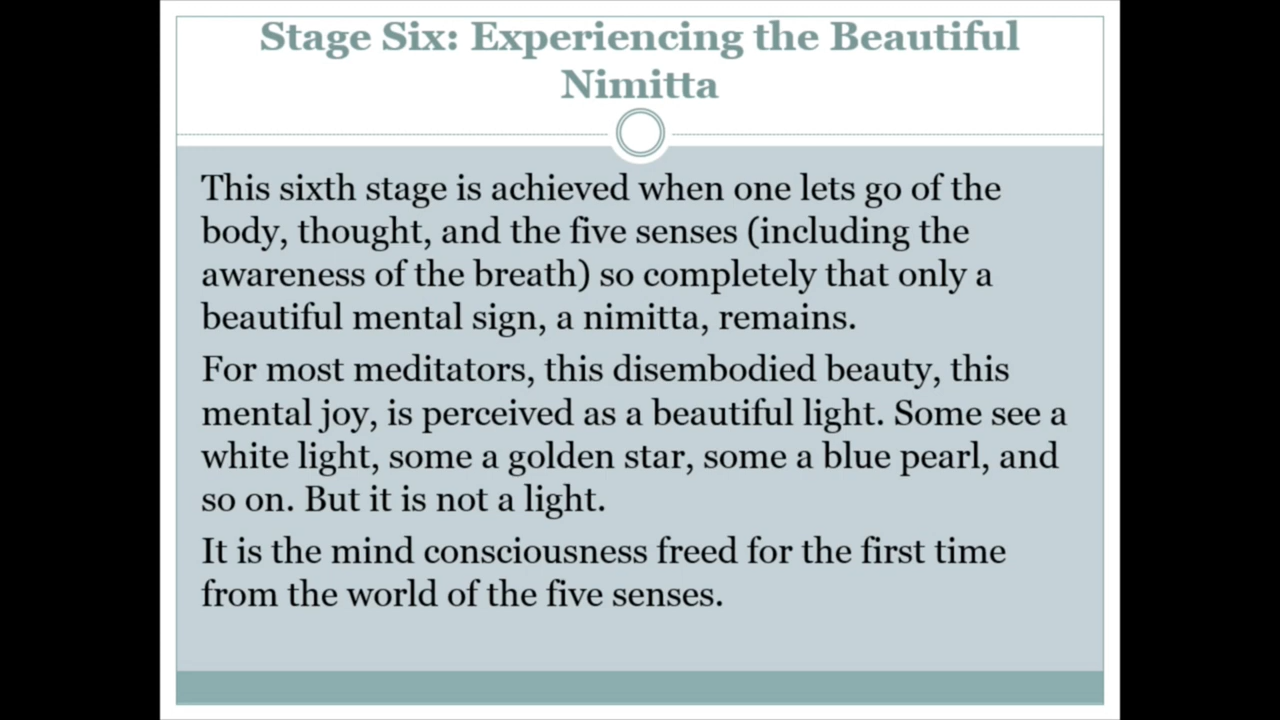 Stage Six: Experiencing the Beautiful
Nimitta
This sixth stage is achieved when one lets go of the
body, thought, and the five senses (including the
awareness of the breath) so completely that only a
beautiful mental sign, a nimitta, remains.
For most meditators, this disembodied beauty, this
mental joy, is perceived as a beautiful light. Some see a
white light, some a golden star, some a blue pearl, and
so on. But it is not a light.
It is the mind consciousness freed for the first time
from the world of the five senses.